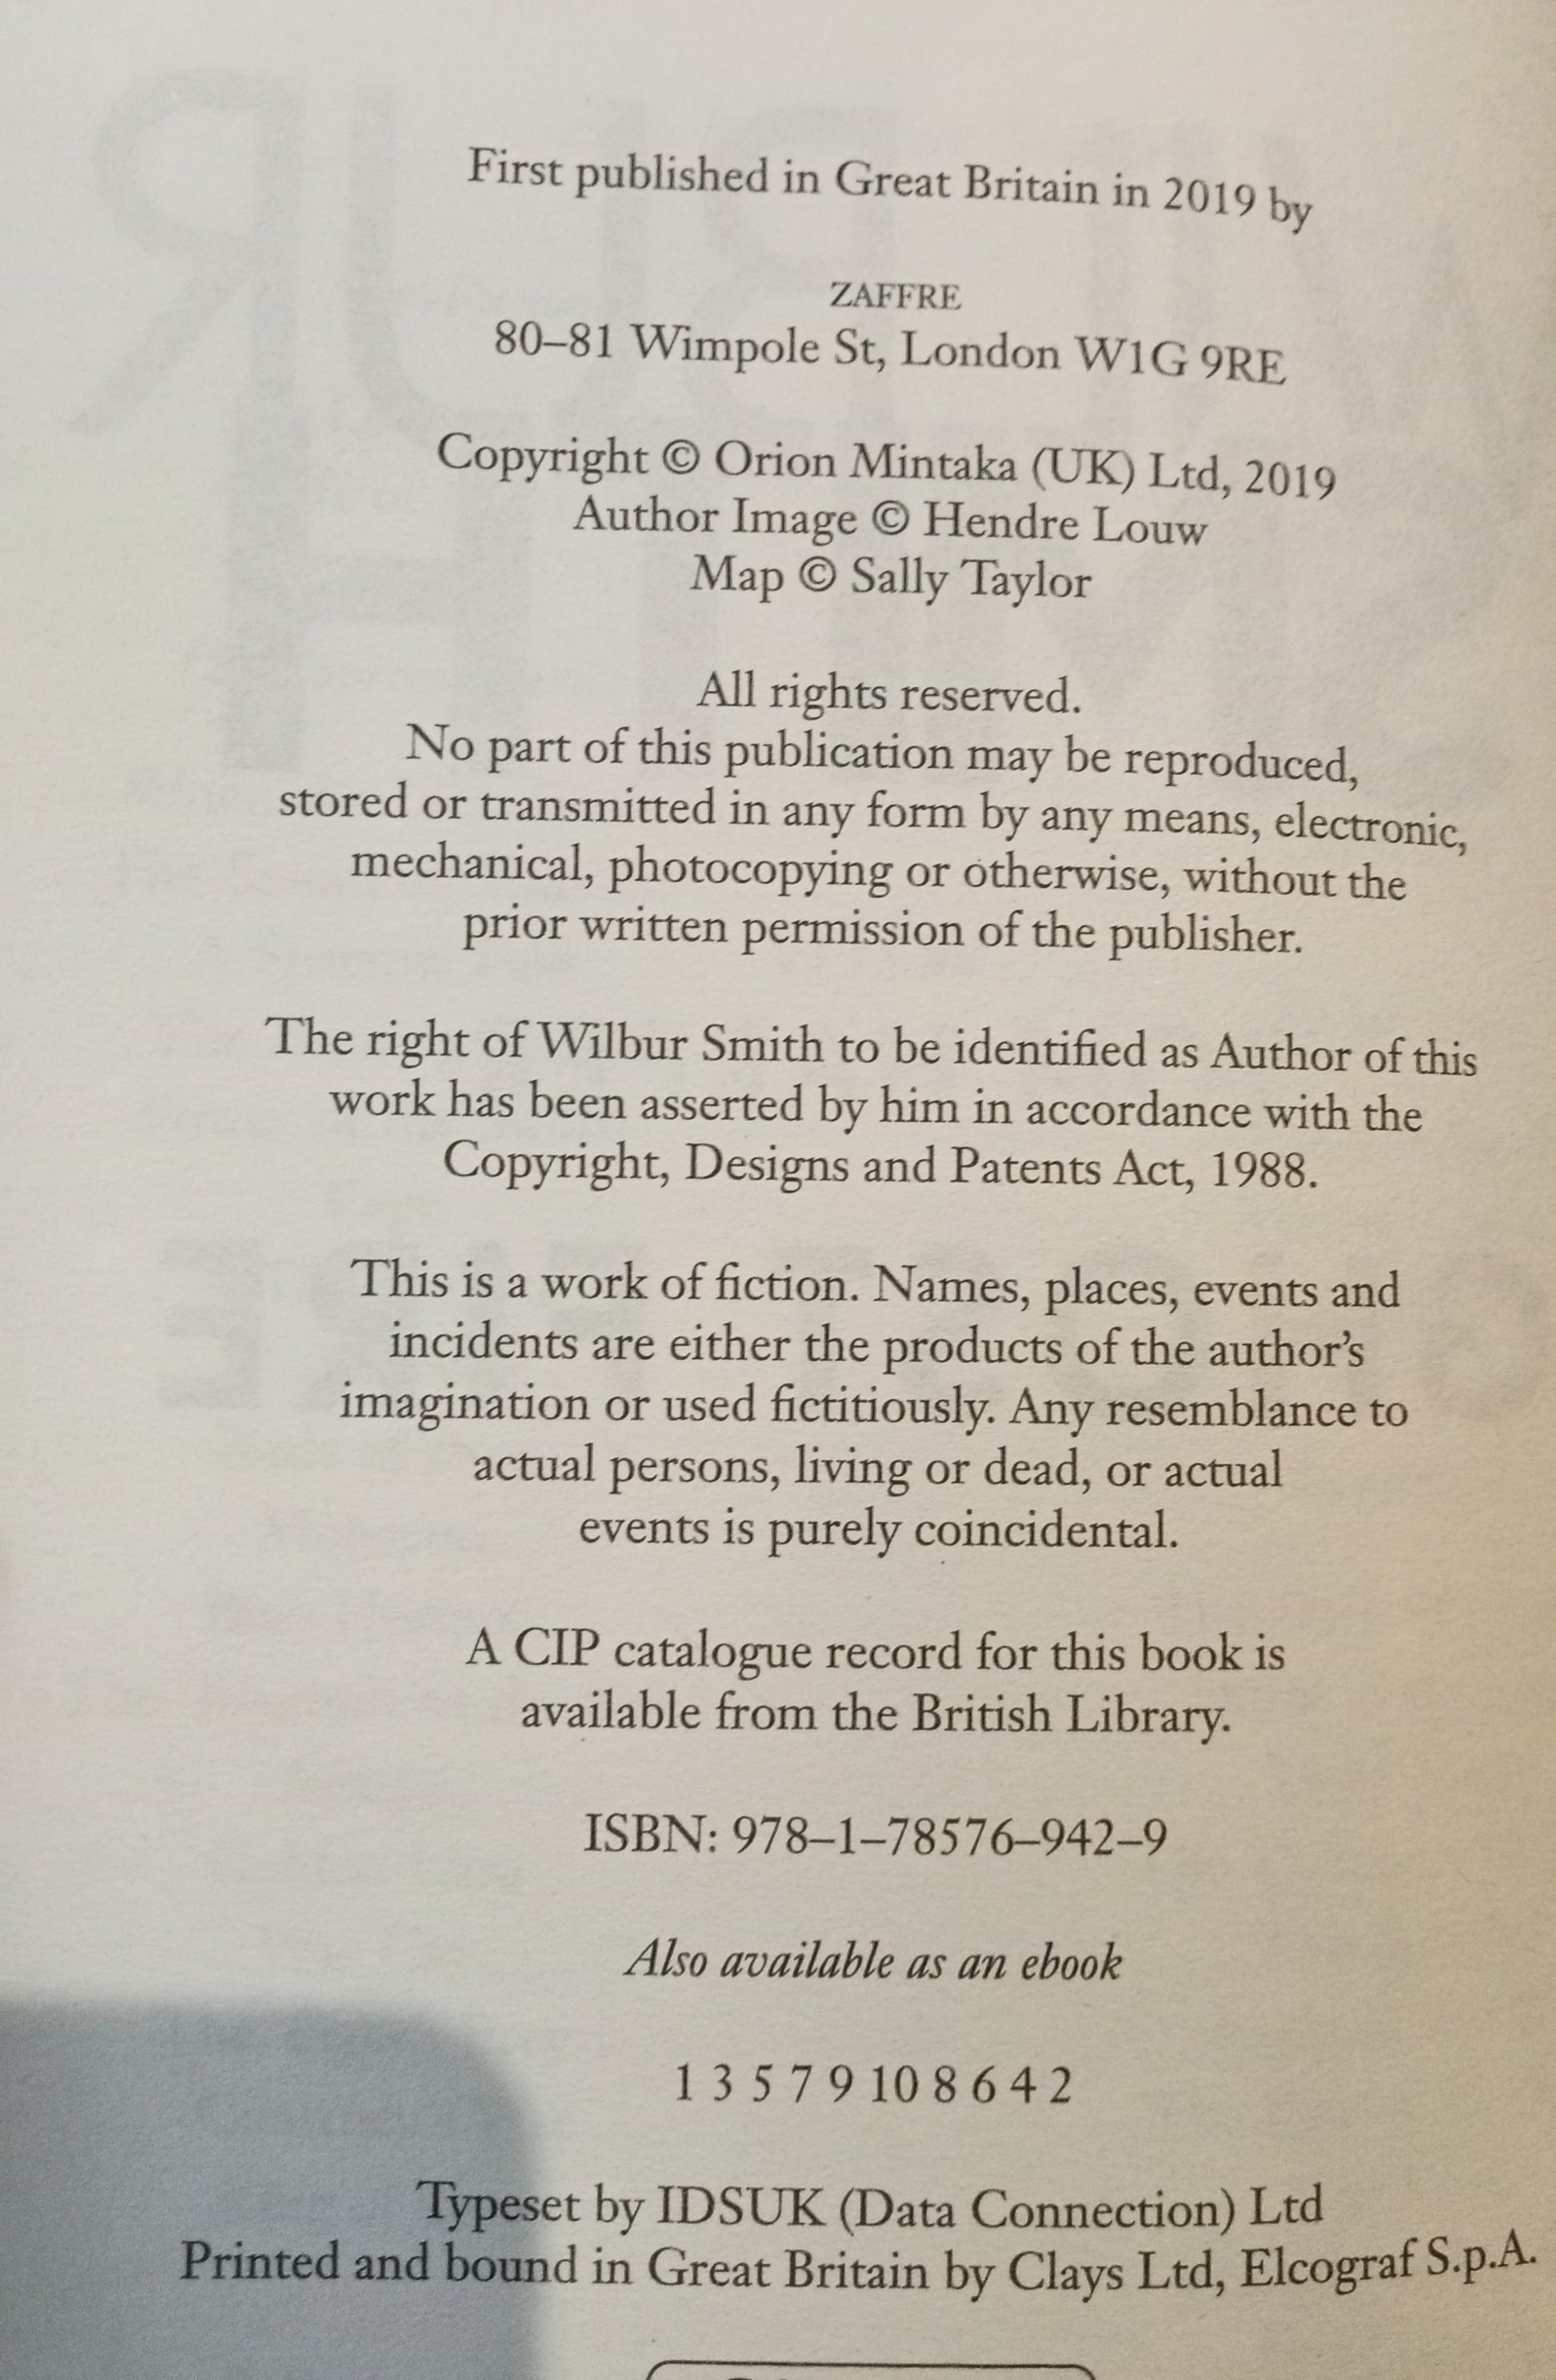 First published in Great Britain in 2019 by
ZAFFRE
80–81 Wimpole St, London W1G 9RE
Copyright © Orion Mintaka (UK) Ltd, 2019
Author Image © Hendre Louw
Map © Sally Taylor
All rights reserved.
No part of this publication may be reproduced,
stored or transmitted in any form by any means, electronic,
mechanical, photocopying or otherwise, without the
prior written permission of the publisher.
The right of Wilbur Smith to be identified as Author of this
work has been asserted by him in accordance with the
Copyright, Designs and Patents Act, 1988.
This is a work of fiction. Names, places, events and
incidents are either the products of the author’s
imagination or used fictitiously. Any resemblance to
actual persons, living or dead, or actual
events is purely coincidental.
A CIP catalogue record for this book is
available from the British Library.
ISBN: 978–1–78576–942–9
Also available as an ebook
1 3 5 7 9 10 8 6 4 2
Typeset by IDSUK (Data Connection) Ltd
Printed and bound in Great Britain by Clays Ltd, Elcograf S.p.A.